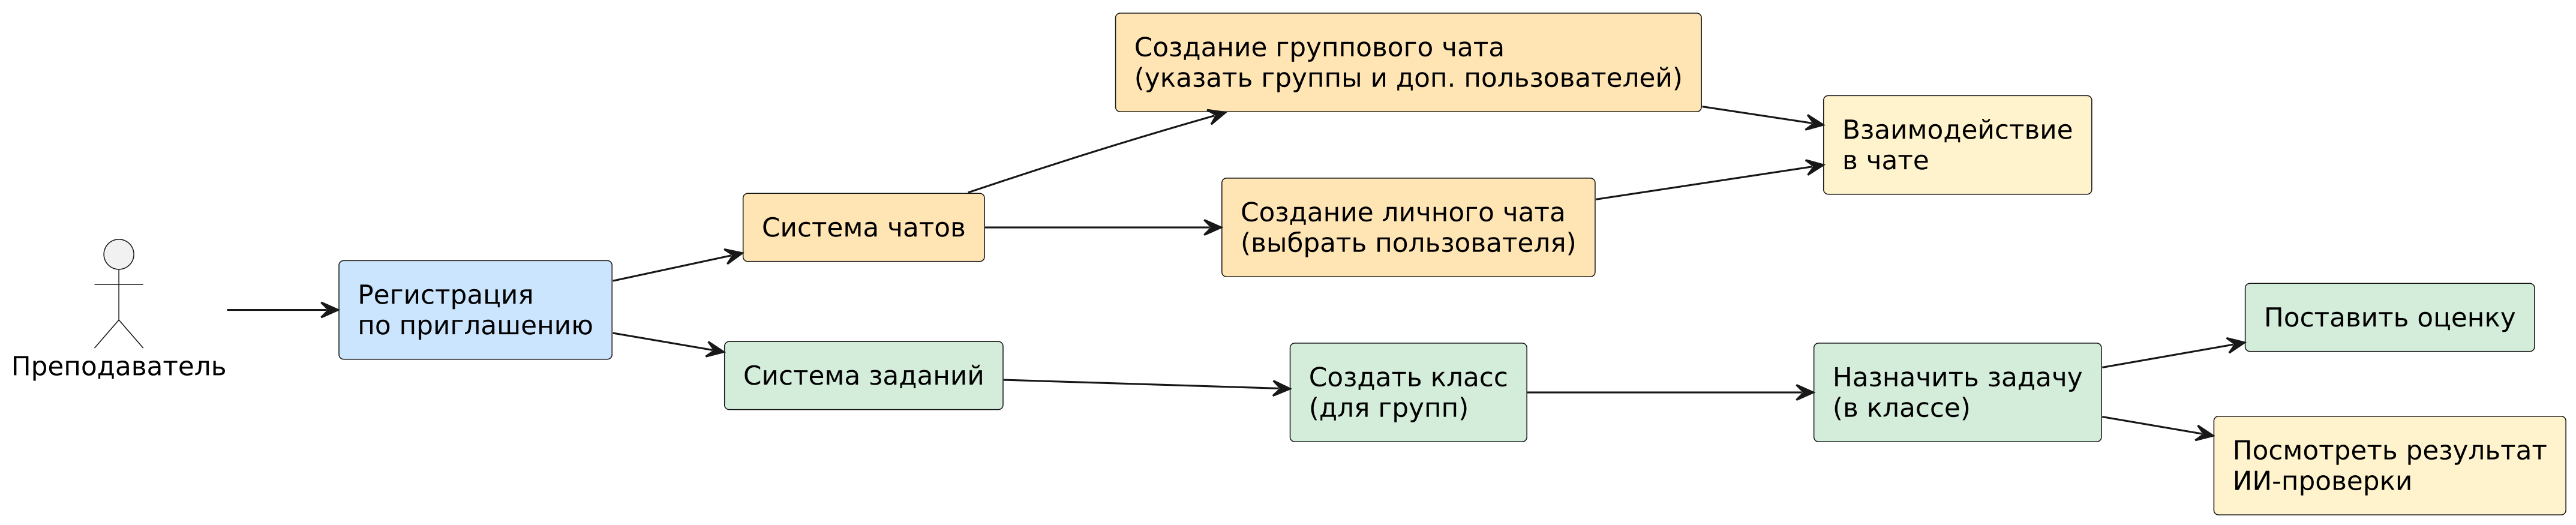 Преподаватель
Регистрация
по приглашению
Система чатов
Создание группового чата
(указать группы и доп. пользователей)
Создание личного чата
(выбрать пользователя)
Взаимодействие
в чате
Система заданий
Создать класс
(для групп)
Назначить задачу
(в классе)
Поставить оценку
Посмотреть результат
ИИ-проверки